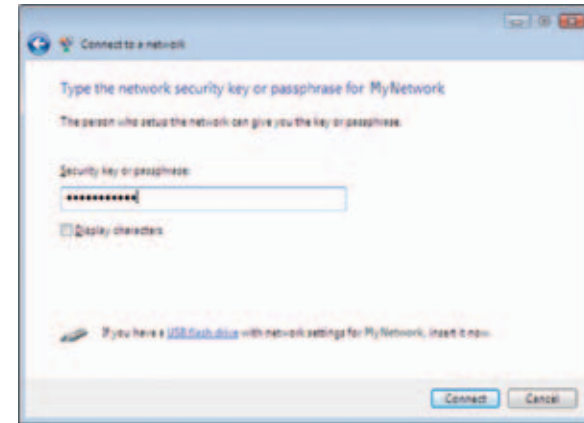 Connect to a network
Type the network security key or passphrase for MyNetwork
The person who setup the network can give you the key or passphrase.
Security key or passphrase:
•••••••••••
Display characters
If you have a USB flash drive with network settings for MyNetwork, insert it now.
Connect Cancel